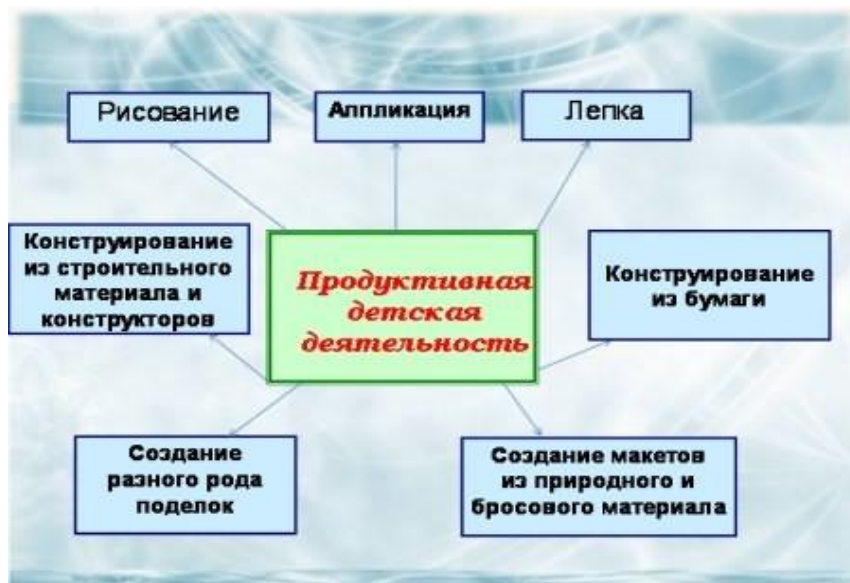 Рисование
Аппликация
Лепка
Конструирование
из строительного
материала и
конструкторов
Продуктивная
детская
деятельность
Конструирование
из бумаги
Создание
разного рода
поделок
Создание макетов
из природного и
бросового материала